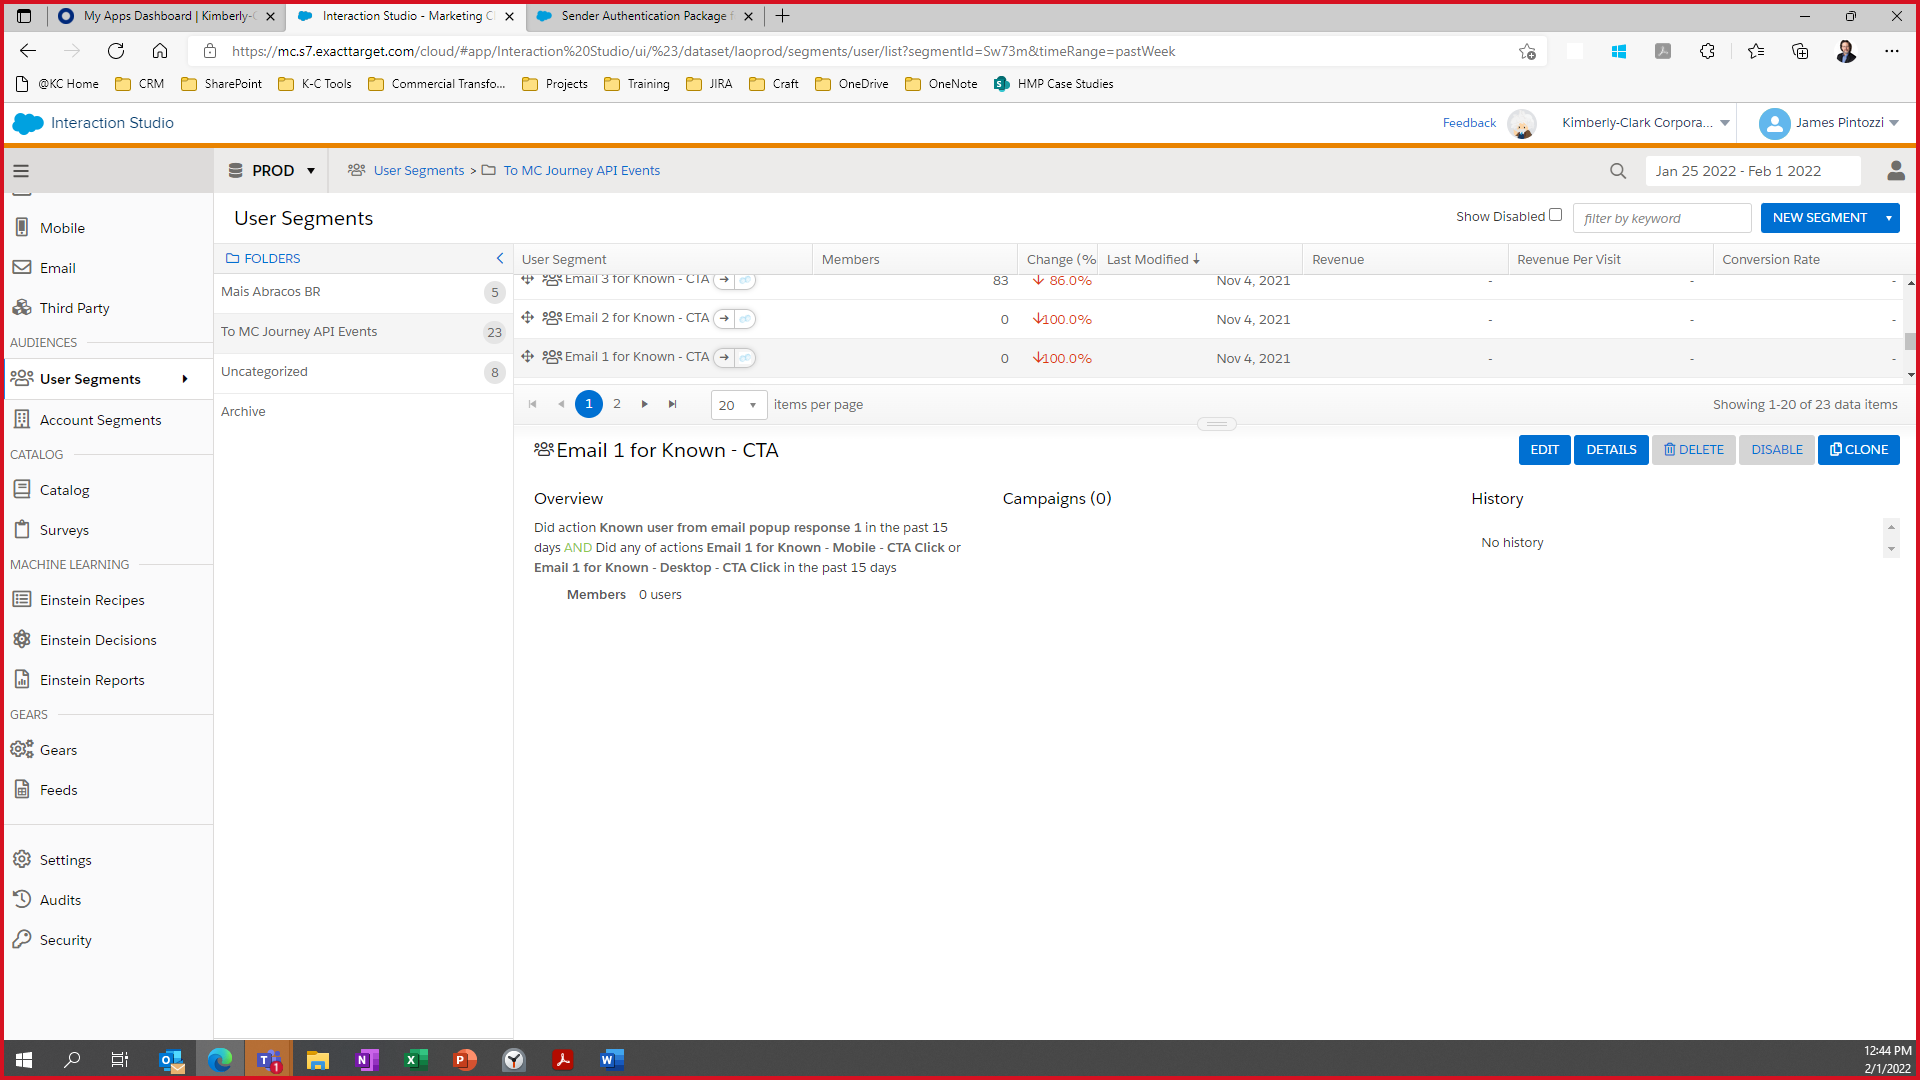 My Apps Dashboard | Kimberly-C
Interaction Studio - Marketing Cl
Sender Authentication Package f
https://mc.s7.exacttarget.com/cloud/#app/Interaction%20Studio/ui/%23/dataset/laoprod/segments/user/list?segmentId=Sw73m&timeRange=pastWeek
@KC Home CRM SharePoint K-C Tools Commercial Transfo... Projects Training JIRA Craft OneDrive OneNote HMP Case Studies
Interaction Studio
Feedback Kimberly-Clark Corpora... James Pintozzi
PROD User Segments > To MC Journey API Events Jan 25 2022 - Feb 1 2022
Mobile
Email
Third Party
AUDIENCES
User Segments
Account Segments
CATALOG
Catalog
Surveys
MACHINE LEARNING
Einstein Recipes
Einstein Decisions
Einstein Reports
GEARS
Gears
Feeds
Settings
Audits
Security
User Segments
Show Disabled filter by keyword NEW SEGMENT
FOLDERS
Mais Abracos BR 5
To MC Journey API Events 23
Uncategorized 8
Archive
User Segment Members Change (% Last Modified Revenue Revenue Per Visit Conversion Rate
Email 3 for Known - CTA 83 86.0% Nov 4, 2021 - - -
Email 2 for Known - CTA 0 100.0% Nov 4, 2021 - - -
Email 1 for Known - CTA 0 100.0% Nov 4, 2021 - - -
1 2 20 items per page Showing 1-20 of 23 data items
Email 1 for Known - CTA
EDIT DETAILS DELETE DISABLE CLONE
Overview
Did action Known user from email popup response 1 in the past 15
days AND Did any of actions Email 1 for Known - Mobile - CTA Click or
Email 1 for Known - Desktop - CTA Click in the past 15 days
Members 0 users
Campaigns (0)
History
No history
12:44 PM
2/1/2022